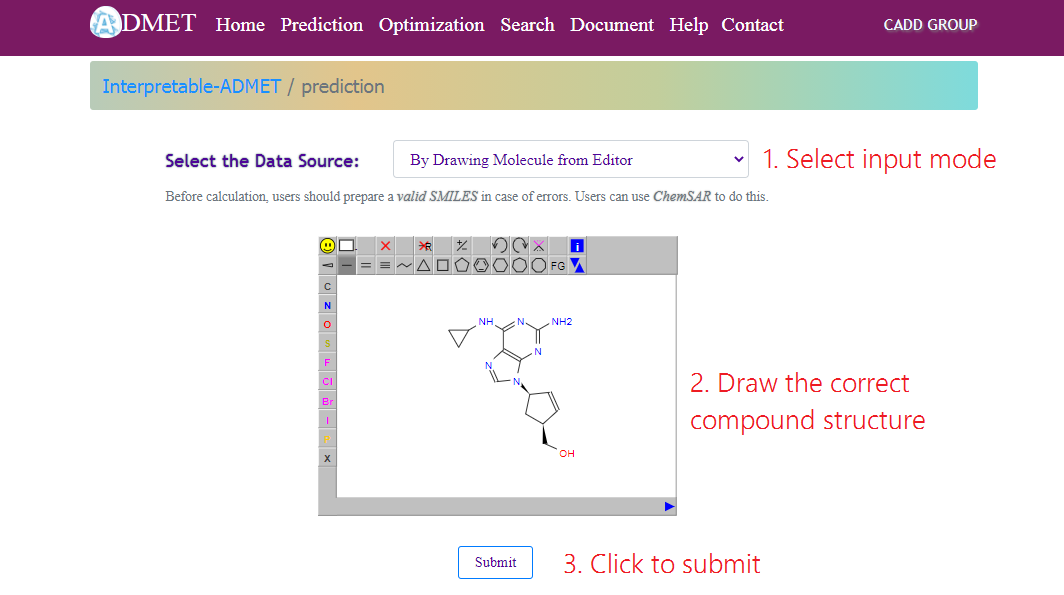 ADMET Home Prediction Optimization Search Document Help Contact CADD GROUP
Interpretable-ADMET / prediction
Select the Data Source: By Drawing Molecule from Editor 1. Select input mode
Before calculation, users should prepare a valid SMILES in case of errors. Users can use ChemSAR to do this.
R +/-  i
FG
C
N
O
S
F
Cl
Br
I
P
X
NH N NH2
N
N
N
OH
2. Draw the correct
compound structure
Submit 3. Click to submit